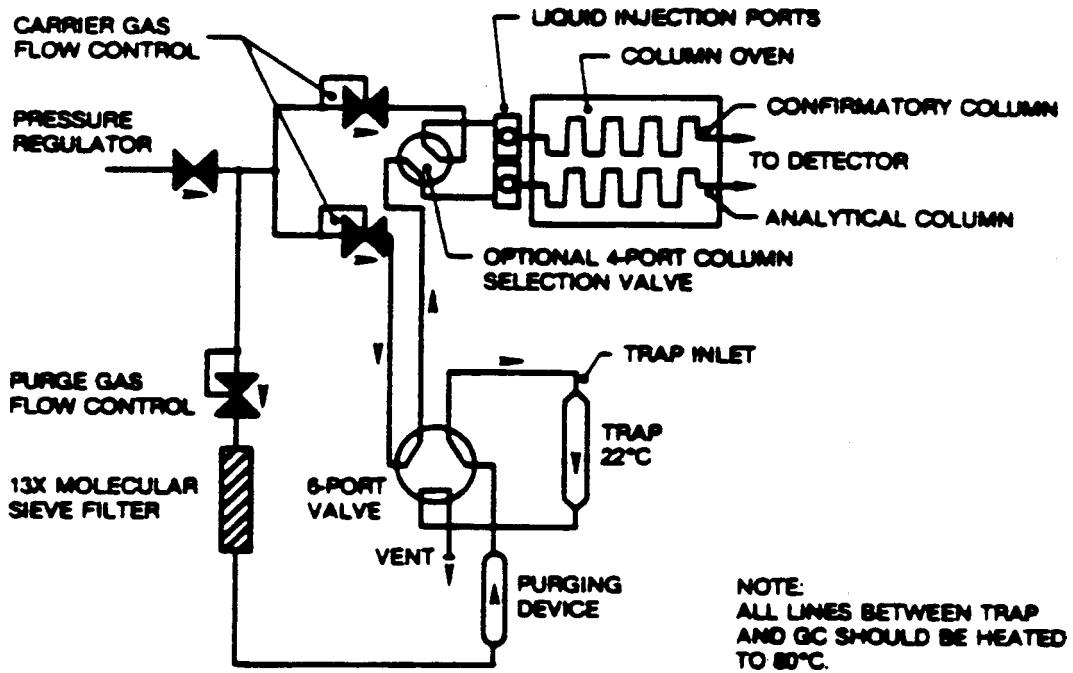 CARRIER GAS
FLOW CONTROL
PRESSURE
REGULATOR
LIQUID INJECTION PORTS
COLUMN OVEN
CONFIRMATORY COLUMN
TO DETECTOR
ANALYTICAL COLUMN
OPTIONAL 4-PORT COLUMN
SELECTION VALVE
PURGE GAS
FLOW CONTROL
13X MOLECULAR
SIEVE FILTER
TRAP INLET
TRAP
22°C
6-PORT
VALVE
VENT
PURGING
DEVICE
NOTE:
ALL LINES BETWEEN TRAP
AND GC SHOULD BE HEATED
TO 80°C.